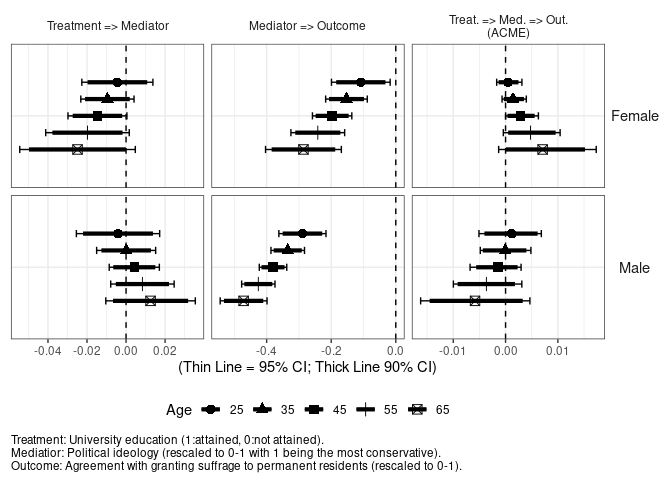 Treatment => Mediator
Mediator => Outcome
Treat. => Med. => Out.
(ACME)
Female
Male
-0.04 -0.02 0.00 0.02
-0.4 -0.2 0.0
-0.01 0.00 0.01
(Thin Line = 95% CI; Thick Line 90% CI)
Age 25 35 45 55 65
Treatment: University education (1:attained, 0:not attained).
Mediator: Political ideology (rescaled to 0-1 with 1 being the most conservative).
Outcome: Agreement with granting suffrage to permanent residents (rescaled to 0-1).